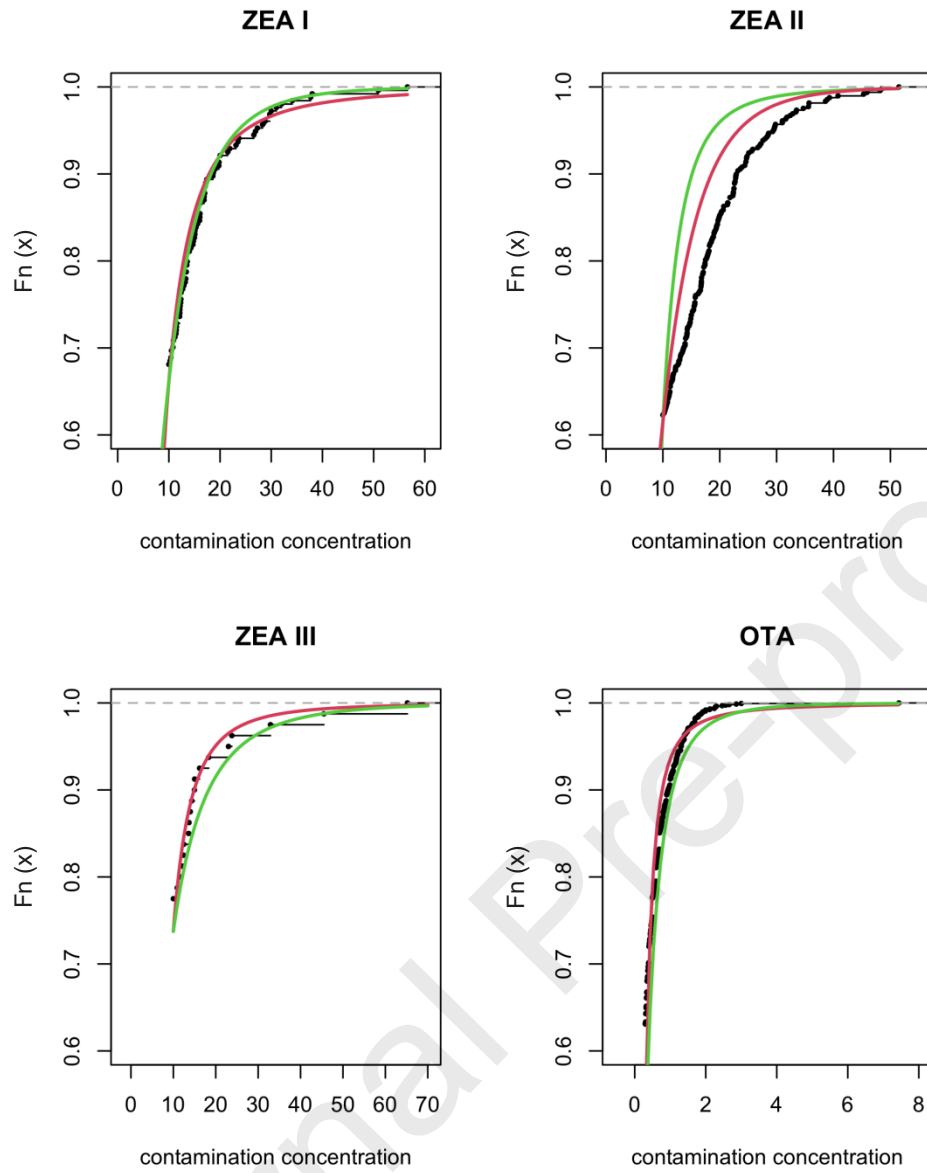 ZEA I
ZEA II
Fn (x)
1.0
0.9
0.8
0.7
0.6
0 10 20 30 40 50 60
contamination concentration
Fn (x)
1.0
0.9
0.8
0.7
0.6
0 10 20 30 40 50
contamination concentration
ZEA III
OTA
Fn (x)
1.0
0.9
0.8
0.7
0.6
0 10 20 30 40 50 60 70
contamination concentration
Fn (x)
1.0
0.9
0.8
0.7
0.6
0 2 4 6 8
contamination concentration
rnal Pre-pro